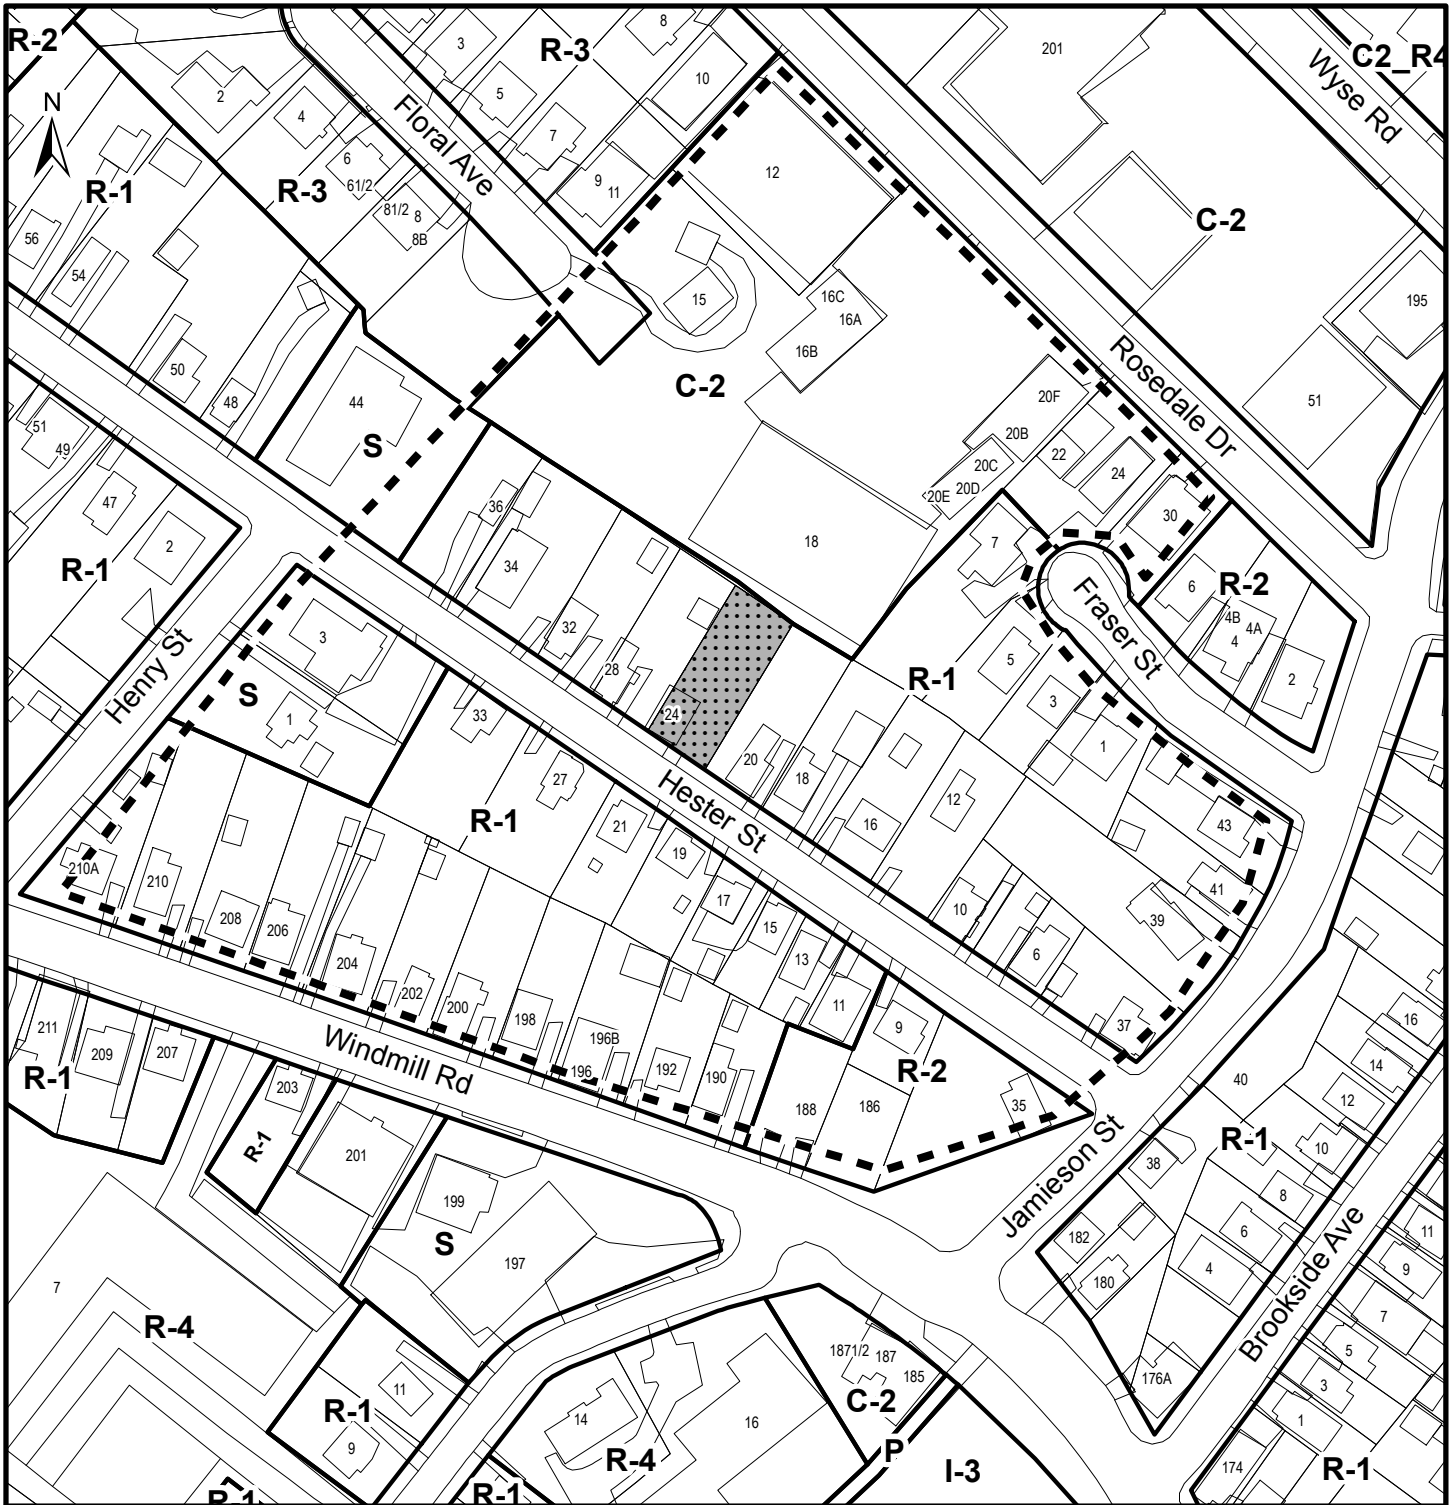 R-2
3
R-3
8
201
C2_R4
Wyse Rd
N
2
4
5
10
Floral Ave
7
6
61/2
R-1
R-3
9
11
12
81/2
8
8B
C-2
56
54
15
16C
16A
195
16B
Rosedale Dr
50
48
44
C-2
20F
51
51
49
S
20B
22
20C
24
20E
20D
47
36
30
2
R-1
34
18
7
Fraser St
6
R-2
4B
4A
4
3
32
5
R-1
2
Henry St
S
28
24
3
1
33
1
20
18
27
Hester St
12
R-1
21
16
43
19
210A
210
17
41
208
206
15
10
39
204
13
6
202
200
11
198
37
9
211
196B
16
209
207
Windmill Rd
196
192
190
R-2
14
R-1
203
40
188
186
35
12
R-1
201
R-1
10
38
Jamieson St
199
8
S
182
6
11
197
4
9
7
180
Brookside Ave
7
R-4
5
1871/2
187
185
176A
3
11
C-2
R-1
14
16
1
9
R-4
P
I-3
174
R-1
R-1
R-1